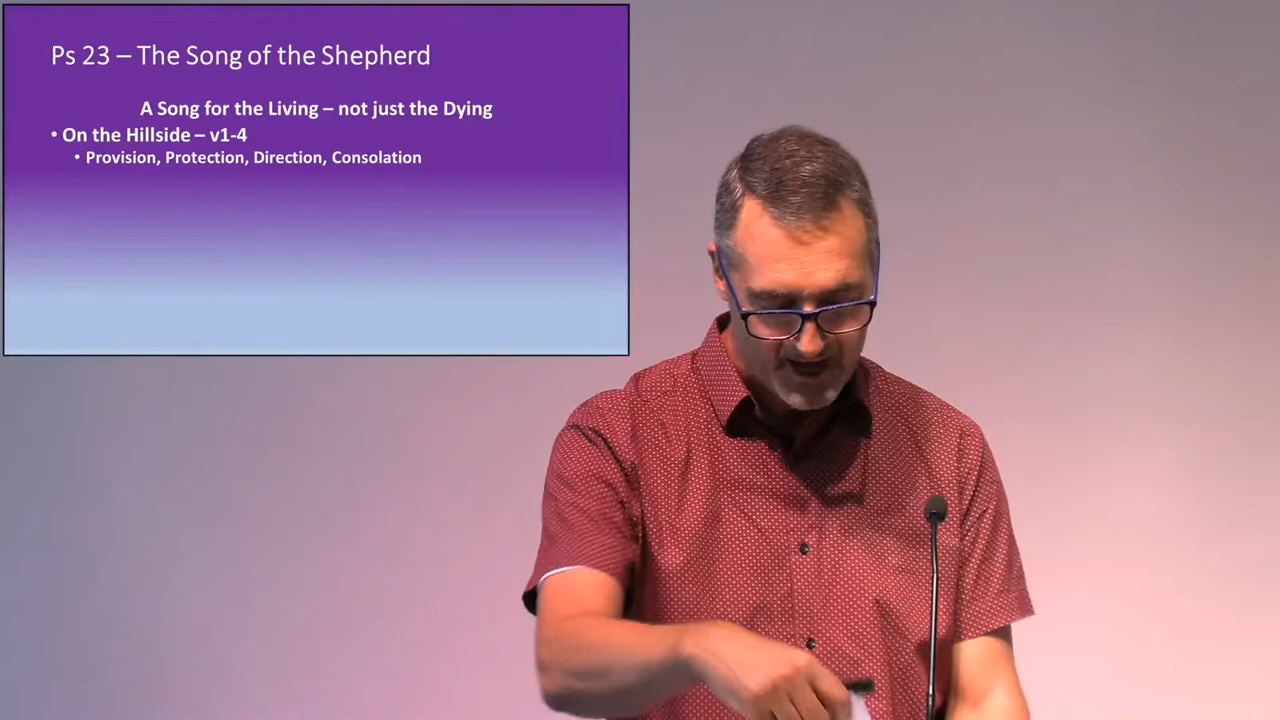 Ps 23 – The Song of the Shepherd
A Song for the Living – not just the Dying
• On the Hillside – v1-4
• Provision, Protection, Direction, Consolation